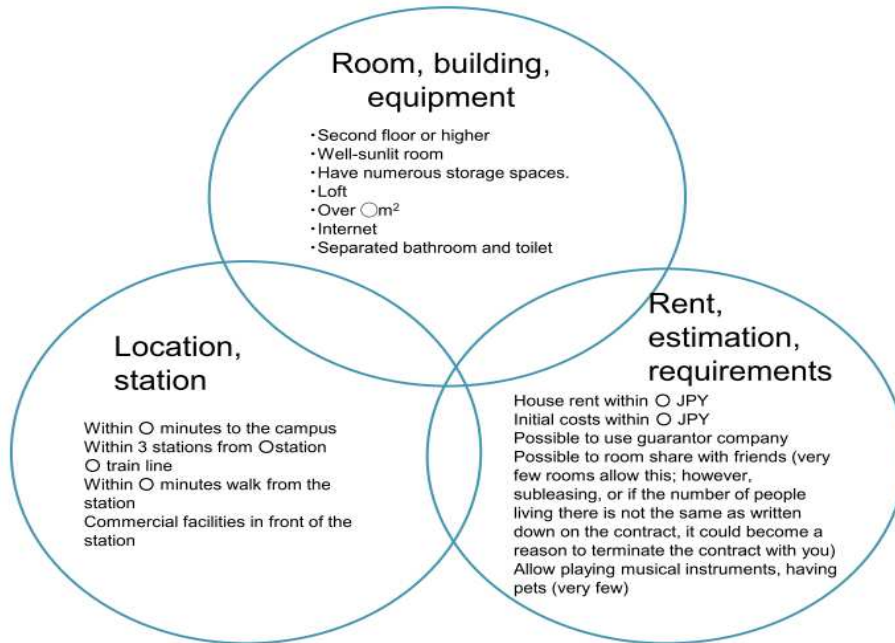 Room, building,
equipment
・Second floor or higher
・Well-sunlit room
・Have numerous storage spaces.
・Loft
・Over ○m²
・Internet
・Separated bathroom and toilet
Location,
station
Within ○ minutes to the campus
Within 3 stations from ○station
○ train line
Within ○ minutes walk from the
station
Commercial facilities in front of the
station
Rent,
estimation,
requirements
House rent within ○ JPY
Initial costs within ○ JPY
Possible to use guarantor company
Possible to room share with friends (very
few rooms allow this; however,
subleasing, or if the number of people
living there is not the same as written
down on the contract, it could become a
reason to terminate the contract with you)
Allow playing musical instruments, having
pets (very few)